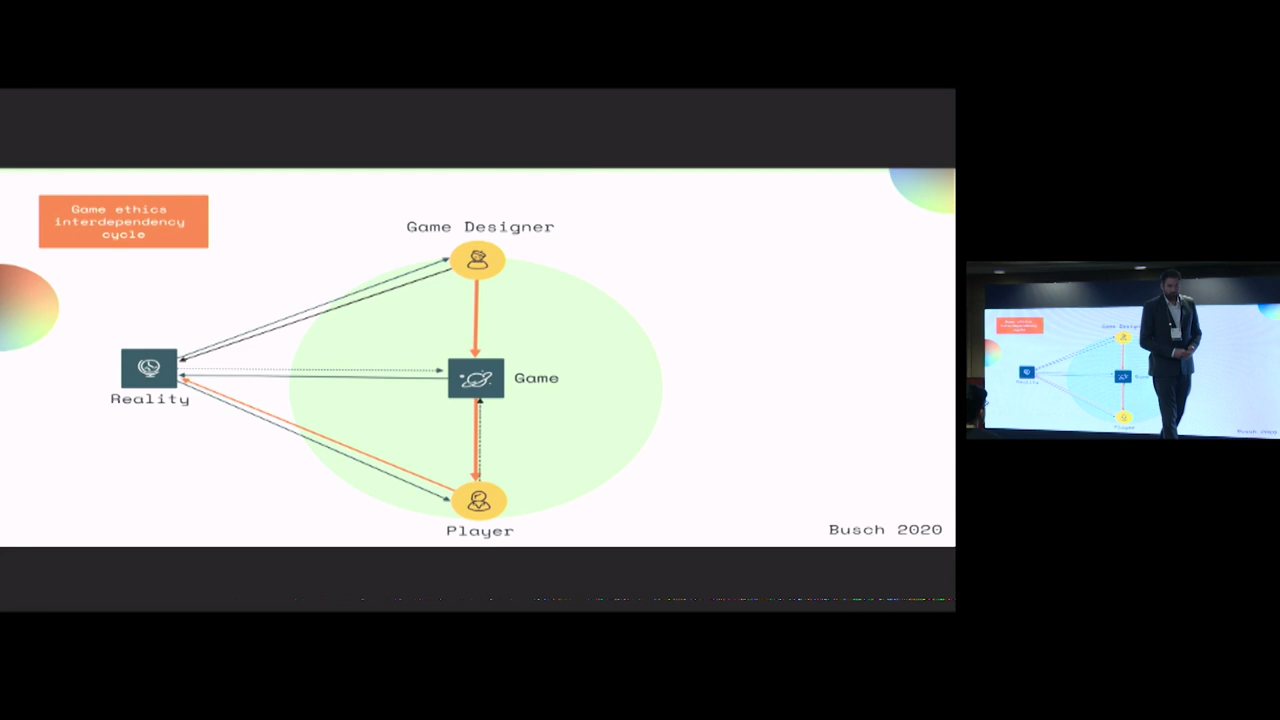 Game ethics
interdependency
cycle
Game Designer
Game
Reality
Player
Busch 2020